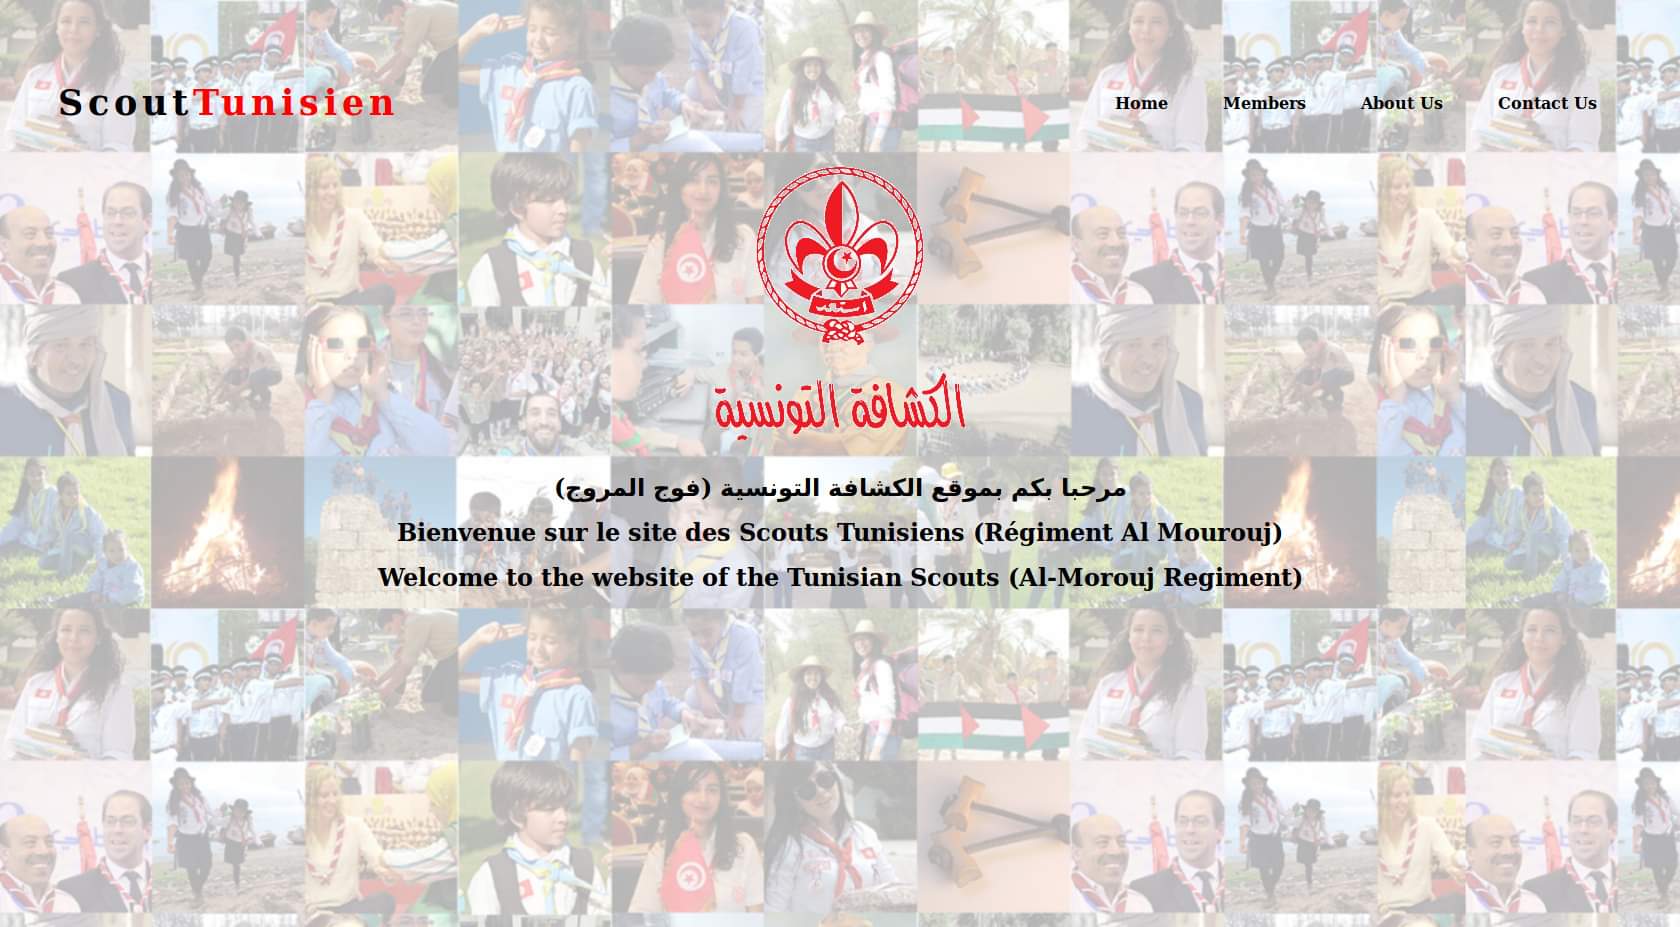 ScoutTunisien
Home
Members
About Us
Contact Us
استعد
الكشافة التونسية
مرحبا بكم بموقع الكشافة التونسية (فوج المروج)
Bienvenue sur le site des Scouts Tunisiens (Régiment Al Mourouj)
Welcome to the website of the Tunisian Scouts (Al-Morouj Regiment)